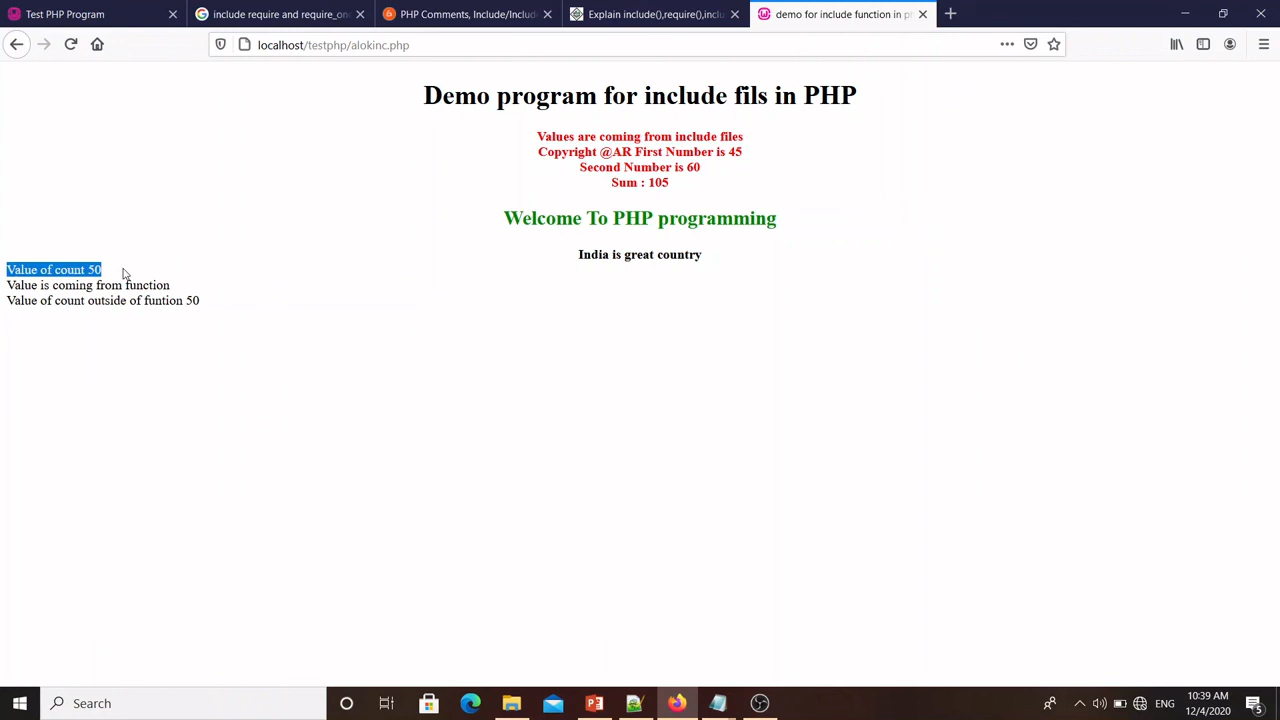 Test PHP Program
include require and require_on
PHP Comments, Include/Includ
Explain include(),require(),inclu
demo for include function in p
localhost/testphp/alokinc.php
Demo program for include fils in PHP
Values are coming from include files
Copyright @AR First Number is 45
Second Number is 60
Sum : 105
Welcome To PHP programming
India is great country
Value of count 50
Value is coming from function
Value of count outside of funtion 50
Search
ENG
10:39 AM
12/4/2020
5